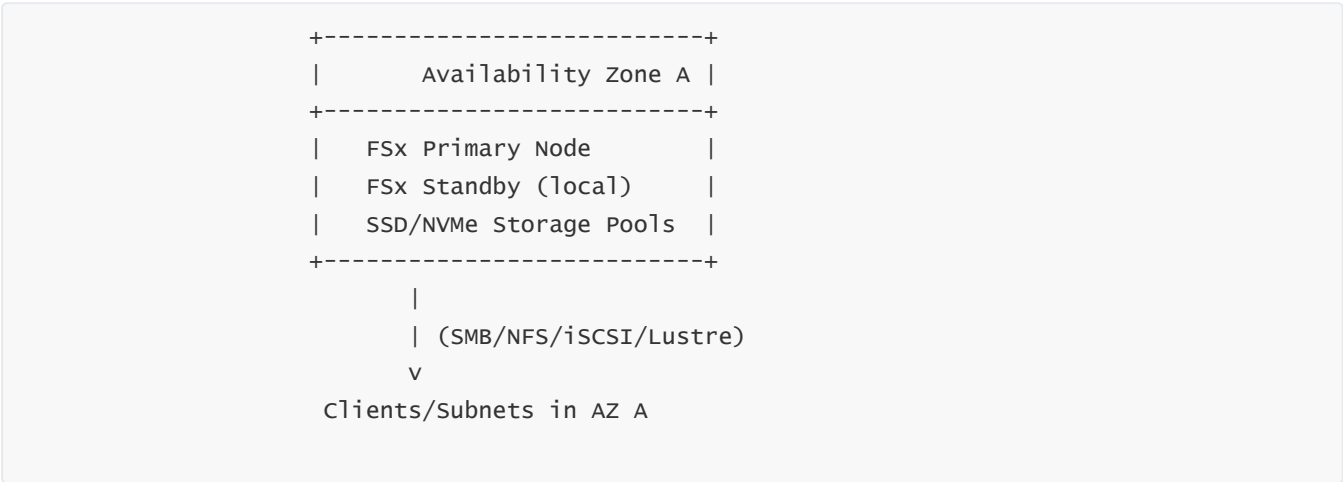 +---------------------------+
|       Availability Zone A |
+---------------------------+
|   FSx Primary Node        |
|   FSx Standby (local)     |
|   SSD/NVMe Storage Pools  |
+---------------------------+
       |
       | (SMB/NFS/iSCSI/Lustre)
       v
 Clients/Subnets in AZ A